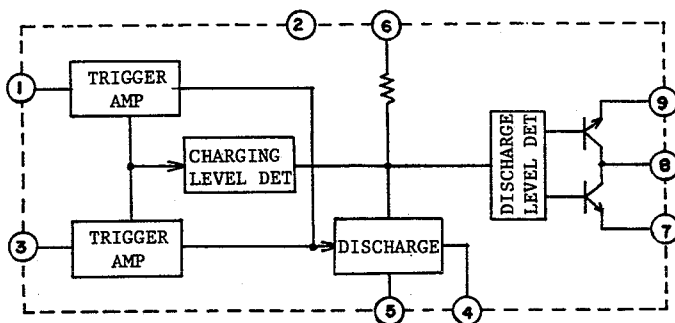 2
6
1
TRIGGER
AMP
9
CHARGING
LEVEL DET
DISCHARGE
LEVEL DET
8
3
TRIGGER
AMP
DISCHARGE
7
5
4